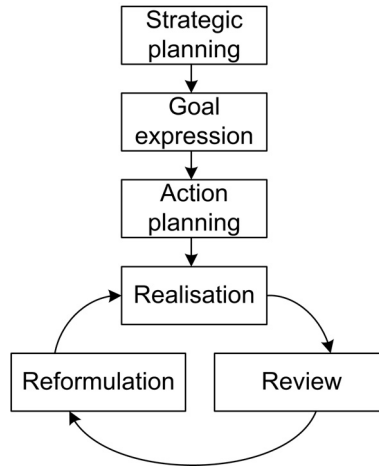 Strategic
planning
Goal
expression
Action
planning
Realisation
Reformulation
Review